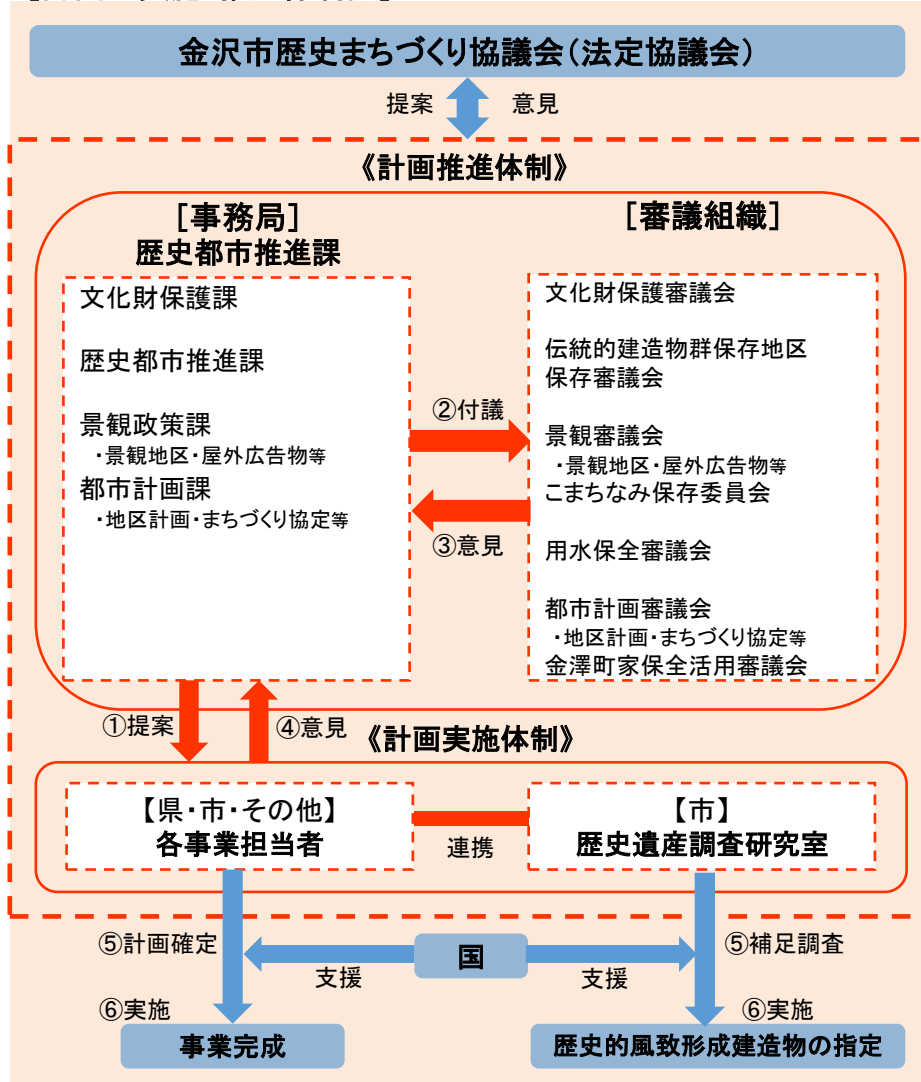 金沢市歴史まちづくり協議会（法定協議会）
提案 意見
《計画推進体制》
［事務局］
歴史都市推進課
文化財保護課
歴史都市推進課
景観政策課
・景観地区・屋外広告物等
都市計画課
・地区計画・まちづくり協定等
②付議
③意見
［審議組織］
文化財保護審議会
伝統的建造物群保存地区
保存審議会
景観審議会
・景観地区・屋外広告物等
こまちなみ保存委員会
用水保全審議会
都市計画審議会
・地区計画・まちづくり協定等
金澤町家保全活用審議会
①提案 ④意見
《計画実施体制》
【県・市・その他】
各事業担当者
連携
【市】
歴史遺産調査研究室
⑤計画確定
支援
国
支援
⑤補足調査
⑥実施
⑥実施
事業完成
歴史的風致形成建造物の指定